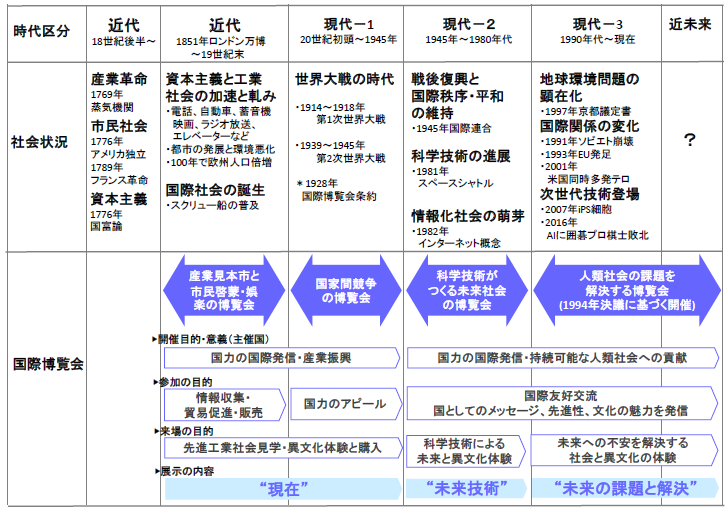 時代区分
近代
18世紀後半～
近代
1851年ロンドン万博
～19世紀末
現代－1
20世紀初頭～1945年
現代－2
1945年～1980年代
現代－3
1990年代～現在
近未来
社会状況
産業革命
1769年
蒸気機関
市民社会
1776年
アメリカ独立
1789年
フランス革命
資本主義
1776年
国富論
資本主義と工業
社会の加速と軋み
・電話、自動車、蓄音機
映画、ラジオ放送、
エレベーターなど
・都市の発展と環境悪化
・100年で欧州人口倍増
国際社会の誕生
・スクリュー船の普及
世界大戦の時代
・1914～1918年
第1次世界大戦
・1939～1945年
第2次世界大戦
＊1928年
国際博覧会条約
戦後復興と
国際秩序・平和
の維持
・1945年国際連合
科学技術の進展
・1981年
スペースシャトル
情報化社会の萌芽
・1982年
インターネット概念
地球環境問題の
顕在化
・1997年京都議定書
国際関係の変化
・1991年ソビエト崩壊
・1993年EU発足
・2001年
米国同時多発テロ
次世代技術登場
・2007年iPS細胞
・2016年
AIに囲碁プロ棋士敗北
？
国際博覧会
産業見本市と
市民啓蒙・娯
楽の博覧会
国家間競争
の博覧会
科学技術が
つくる未来社会
の博覧会
人類社会の課題を
解決する博覧会
(1994年決議に基づく開催)
▶開催目的・意義（主催国）
国力の国際発信・産業振興
国力の国際発信・持続可能な人類社会への貢献
▶参加の目的
情報収集・
貿易促進・販売
国力のアピール
国際友好交流
国としてのメッセージ、先進性、文化の魅力を発信
▶来場の目的
先進工業社会見学・異文化体験と購入
科学技術による
未来と異文化体験
未来への不安を解決する
社会と異文化の体験
▶展示の内容
“現在”
“未来技術”
“未来の課題と解決”